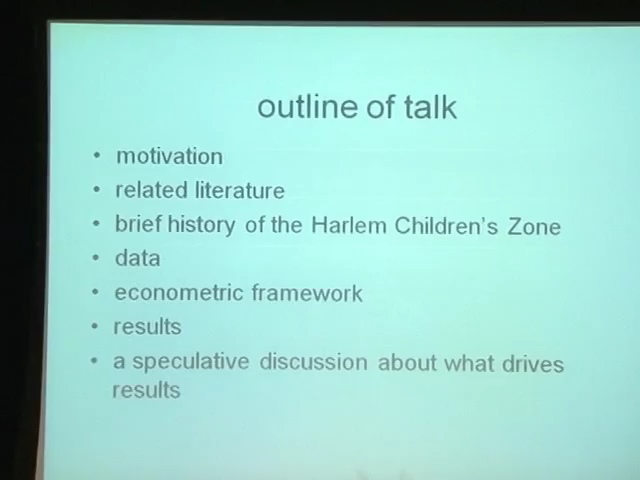 outline of talk
• motivation
• related literature
• brief history of the Harlem Children's Zone
• data
• econometric framework
• results
• a speculative discussion about what drives
results